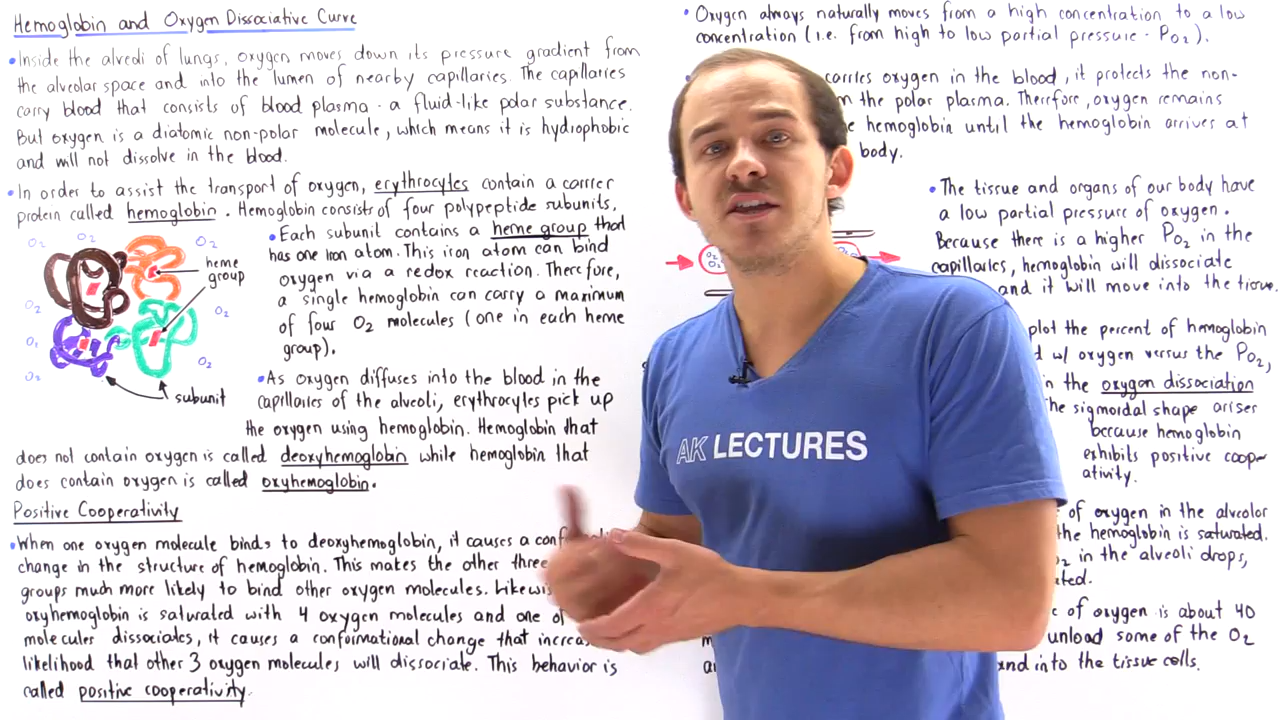 Hemoglobin and Oxygen Dissociative Curve
• Inside the alveoli of lungs, oxygen moves down its pressure gradient from
the alveolar space and into the lumen of nearby capillaries. The capillaries
carry blood that consists of blood plasma - a fluid-like polar substance.
But oxygen is a diatomic non-polar molecule, which means it is hydrophobic
and will not dissolve in the blood.
• In order to assist the transport of oxygen, erythrocytes contain a carrier
protein called hemoglobin. Hemoglobin consists of four polypeptide subunits.
O2 O2 O2
O2 O2
O2
O2 O2
heme
group
subunit
• Each subunit contains a heme group that
has one iron atom. This iron atom can bind
oxygen via a redox reaction. Therefore,
a single hemoglobin can carry a maximum
of four O2 molecules (one in each heme
group).
• As oxygen diffuses into the blood in the
capillaries of the alveoli, erythrocytes pick up
the oxygen using hemoglobin. Hemoglobin that
does not contain oxygen is called deoxyhemoglobin while hemoglobin that
does contain oxygen is called oxyhemoglobin.
Positive Cooperativity
• When one oxygen molecule binds to deoxyhemoglobin, it causes a
change in the structure of hemoglobin. This makes the other three
groups much more likely to bind other oxygen molecules.
oxyhemoglobin is saturated with 4 oxygen molecules and one of
molecules dissociates, it causes a conformational change that
likelihood that other 3 oxygen molecules will dissociate. This behavior is
called positive cooperativity.
• Oxygen always naturally moves from a high concentration to a low
concentration (i.e. from high to low partial pressure - PO2).
carries oxygen in the blood, it protects the non-
the polar plasma. Therefore, oxygen remains
hemoglobin until the hemoglobin arrives at
body.
O2
O2
• The tissue and organs of our body have
a low partial pressure of oxygen.
Because there is a higher PO2 in the
capillaries, hemoglobin will dissociate
and it will move into the tissue.
plot the percent of hemoglobin
w/ oxygen versus the PO2,
in the oxygen dissociation
the sigmoidal shape arises
because hemoglobin
exhibits positive cooper-
ativity.
of oxygen in the alveolar
the hemoglobin is saturated.
in the alveoli drops,
of oxygen is about 40
unload some of the O2
and into the tissue cells.
AK LECTURES